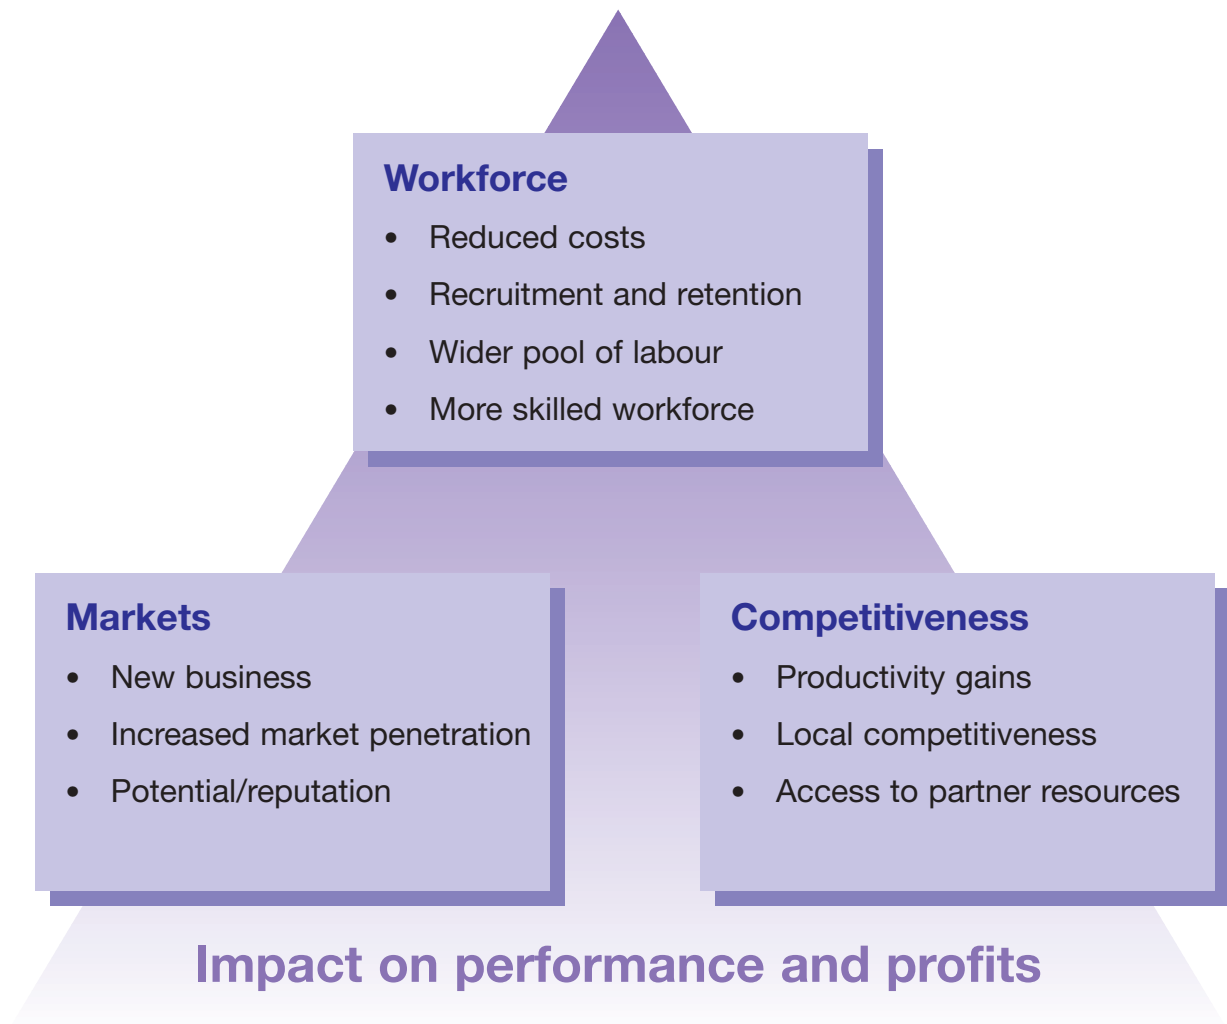 Workforce
• Reduced costs
• Recruitment and retention
• Wider pool of labour
• More skilled workforce
Markets
• New business
• Increased market penetration
• Potential/reputation
Competitiveness
• Productivity gains
• Local competitiveness
• Access to partner resources
Impact on performance and profits